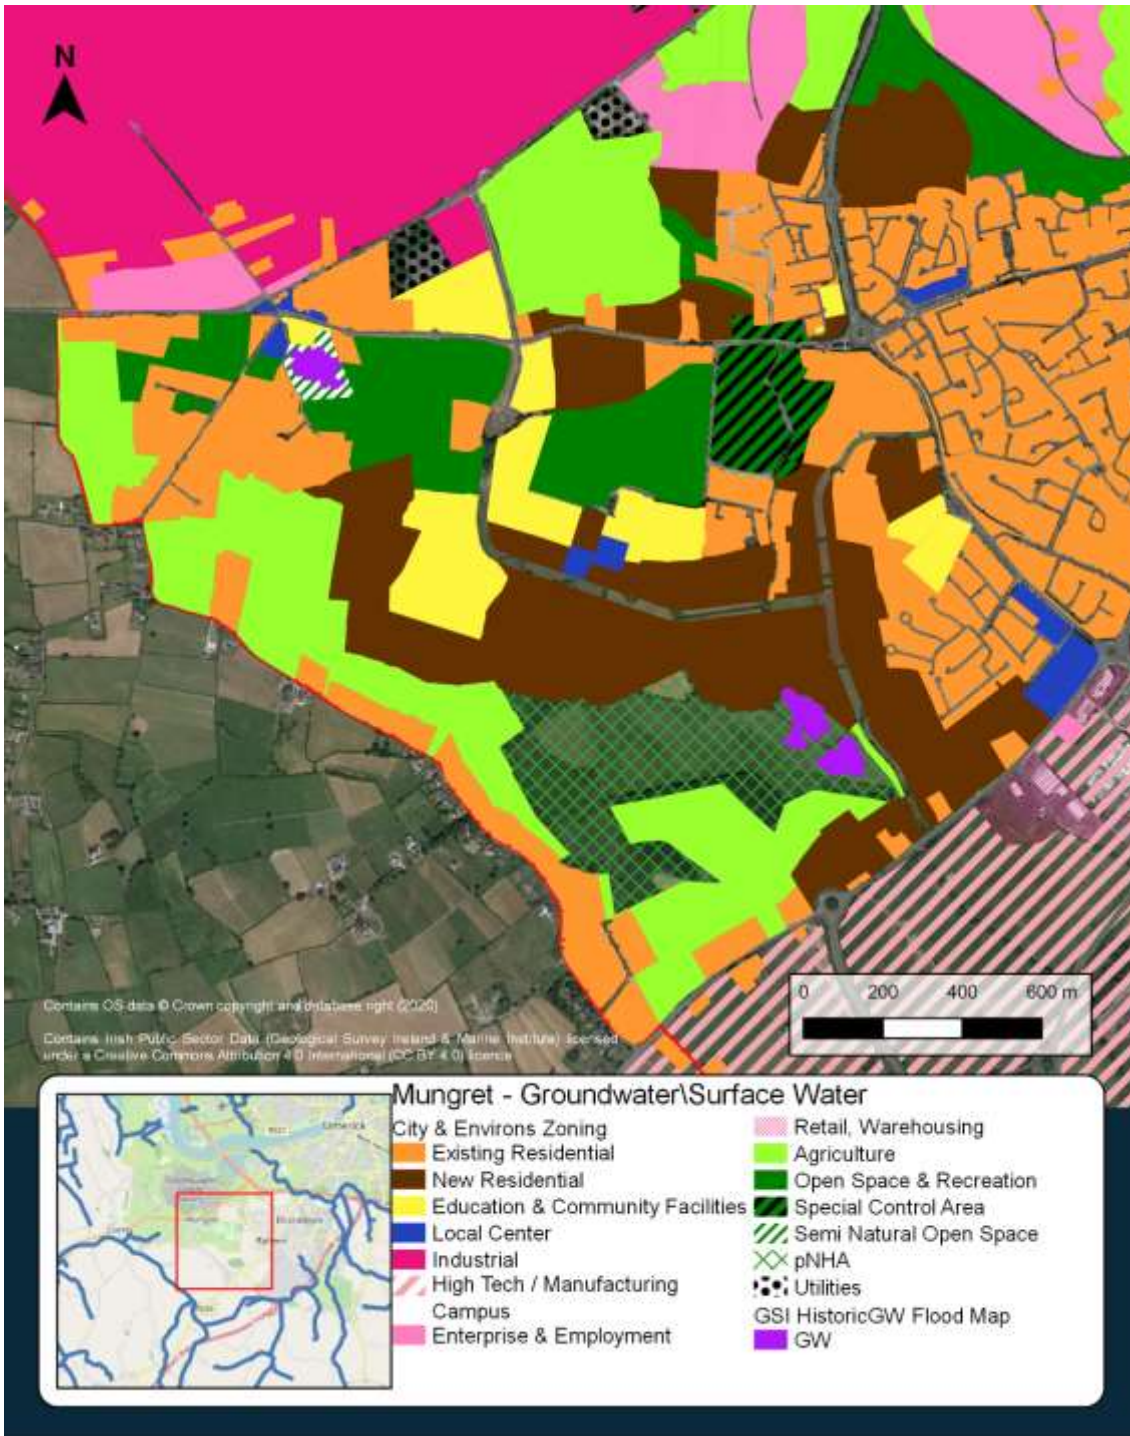 N
Contains OS data © Crown copyright and database right (2020)
Contains Irish Public Sector Data (Geological Survey Ireland & Marine Institute) licensed
under a Creative Commons Attribution 4.0 International (CC BY 4.0) licence
0 200 400 600 m
Mungret - Groundwater\Surface Water
City & Environs Zoning
Existing Residential
New Residential
Education & Community Facilities
Local Center
Industrial
High Tech / Manufacturing
Campus
Enterprise & Employment
Retail, Warehousing
Agriculture
Open Space & Recreation
Special Control Area
Semi Natural Open Space
pNHA
Utilities
GSI HistoricGW Flood Map
GW
Limerick
Mungret